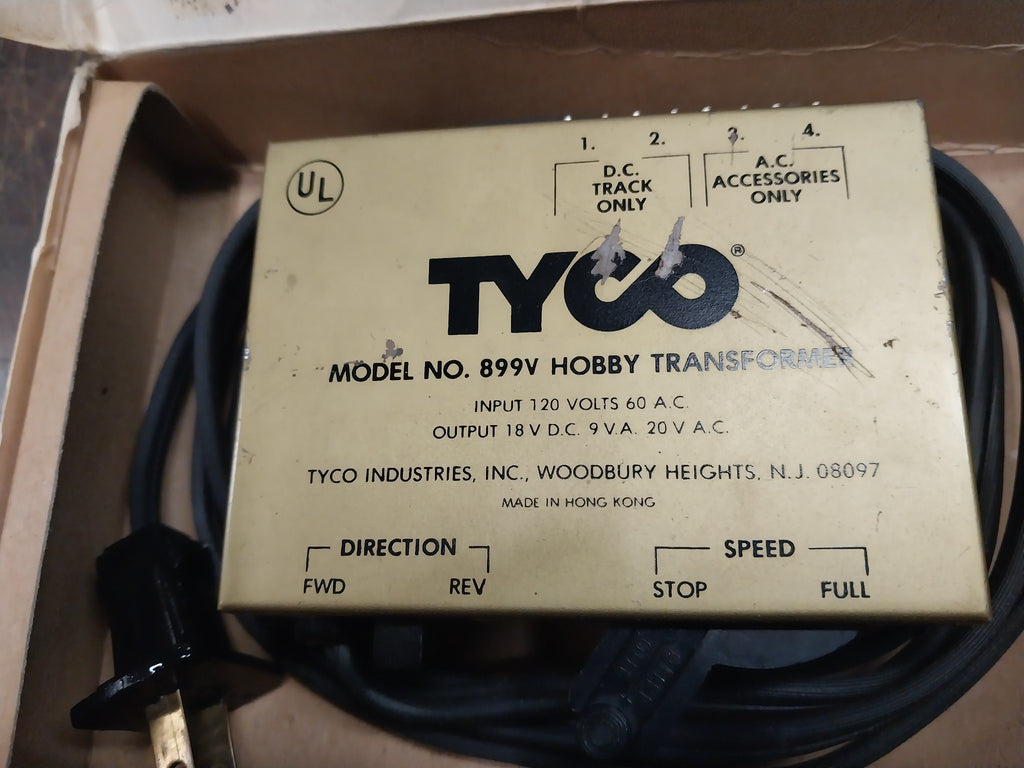 UL
1. 2. 3. 4.
D.C.
TRACK
ONLY
A.C.
ACCESSORIES
ONLY
TYCO®
MODEL NO. 899V HOBBY TRANSFORMER
INPUT 120 VOLTS 60 A.C.
OUTPUT 18 V D.C. 9 V.A. 20 V A.C.
TYCO INDUSTRIES, INC., WOODBURY HEIGHTS, N.J. 08097
MADE IN HONG KONG
DIRECTION
FWD REV
SPEED
STOP FULL